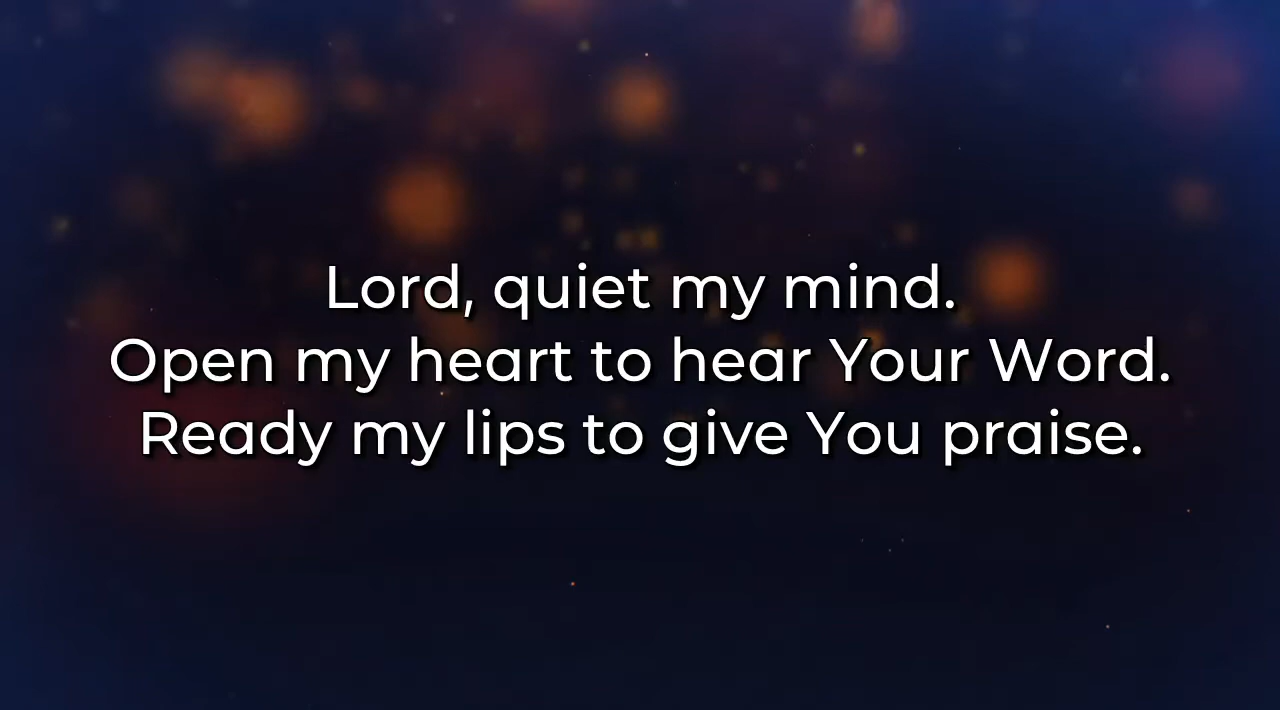 Lord, quiet my mind.
Open my heart to hear Your Word.
Ready my lips to give You praise.